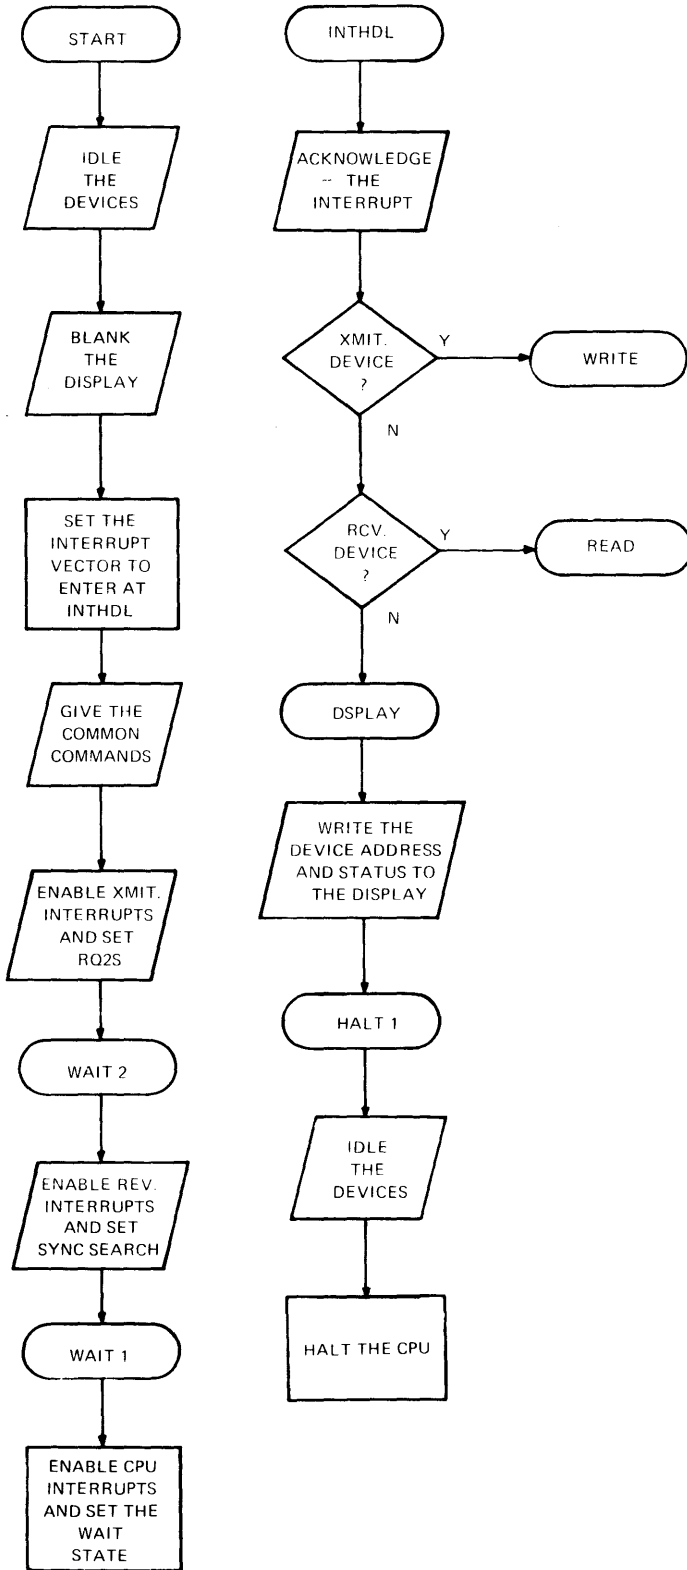 START
IDLE
THE
DEVICES
BLANK
THE
DISPLAY
SET THE
INTERRUPT
VECTOR TO
ENTER AT
INTHDL
GIVE THE
COMMON
COMMANDS
ENABLE XMIT.
INTERRUPTS
AND SET
RQ2S
WAIT 2
ENABLE REV.
INTERRUPTS
AND SET
SYNC SEARCH
WAIT 1
ENABLE CPU
INTERRUPTS
AND SET THE
WAIT
STATE
INTHDL
ACKNOWLEDGE
-- THE
INTERRUPT
XMIT.
DEVICE
?
Y
WRITE
N
RCV.
DEVICE
?
Y
READ
N
DSPLAY
WRITE THE
DEVICE ADDRESS
AND STATUS TO
THE DISPLAY
HALT 1
IDLE
THE
DEVICES
HALT THE CPU